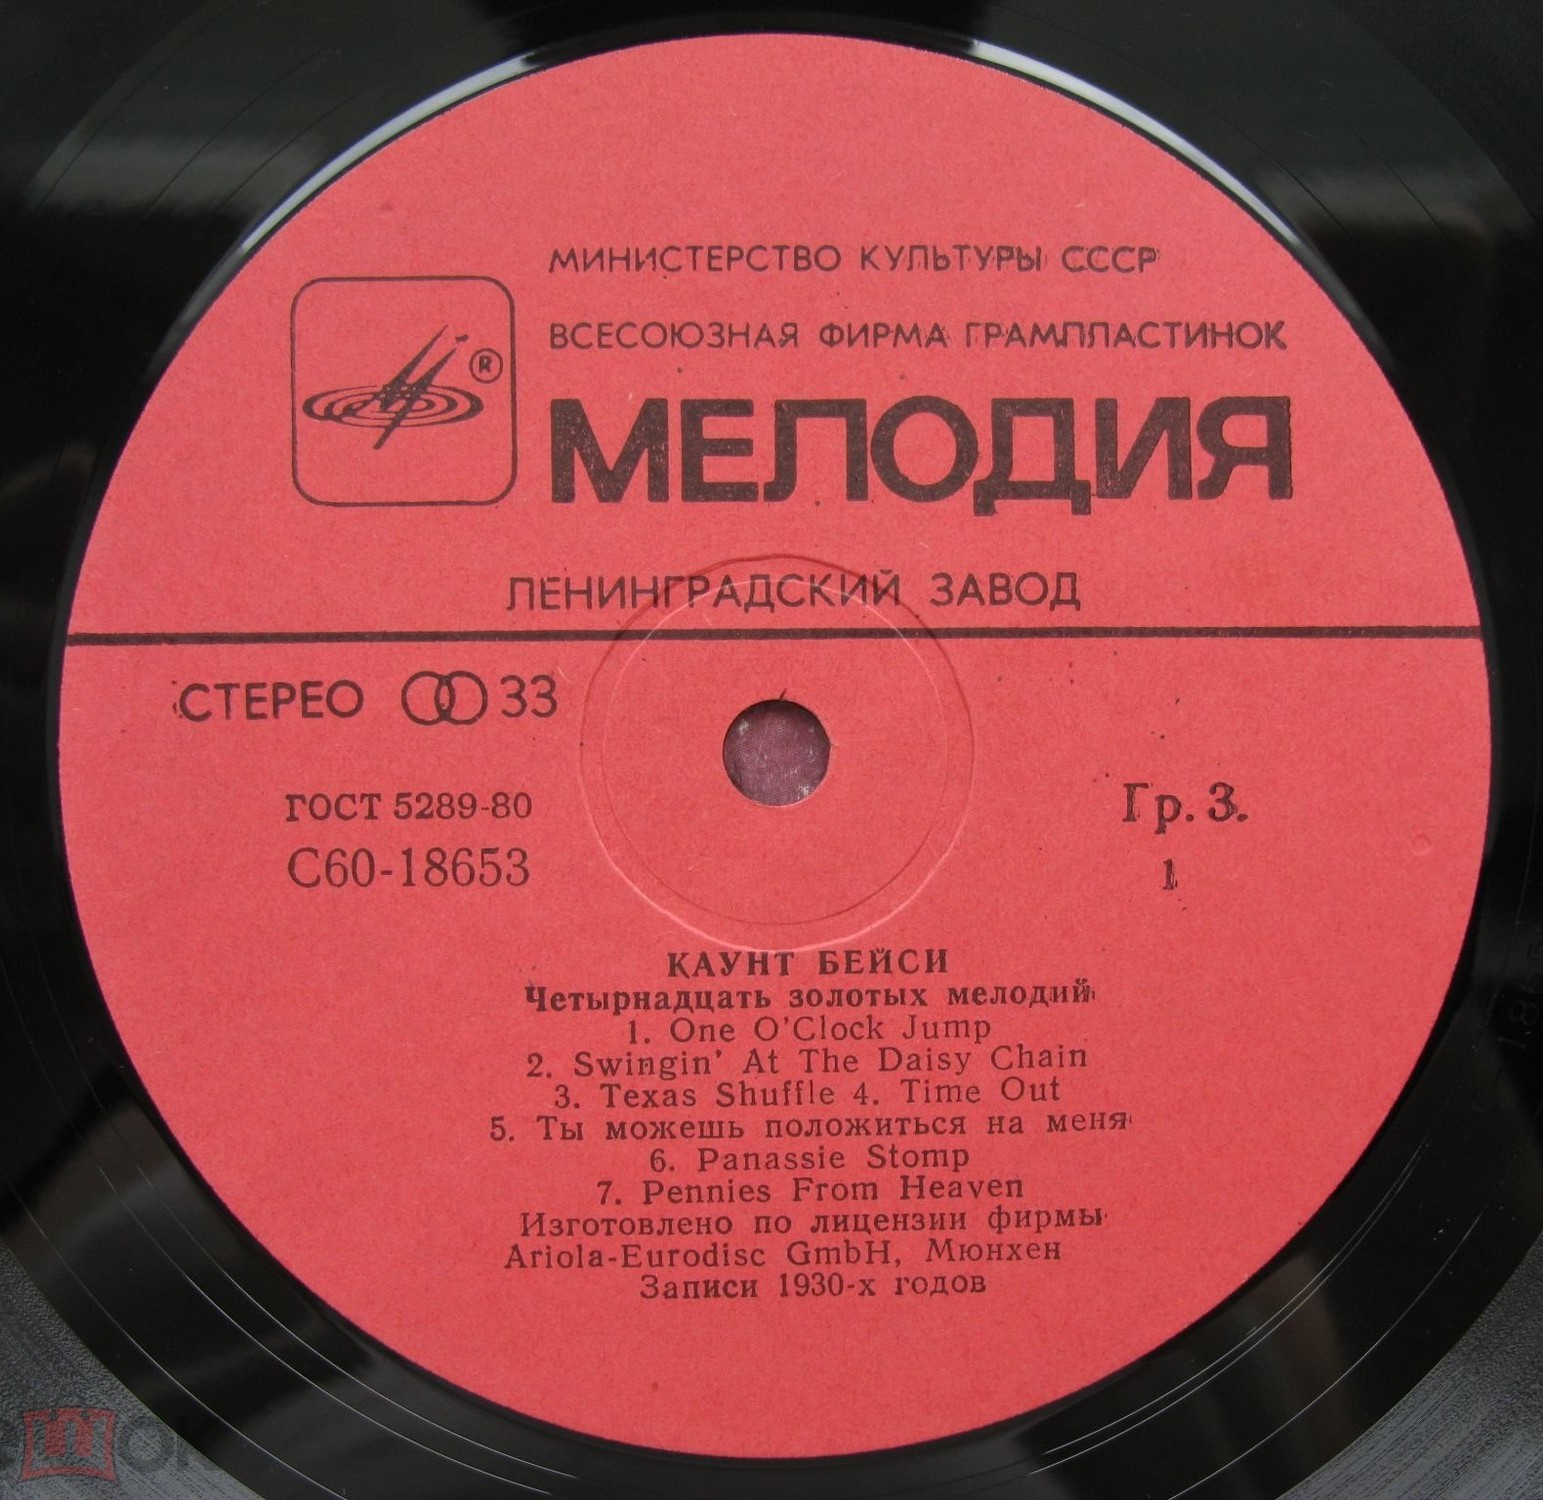 МИНИСТЕРСТВО КУЛЬТУРЫ СССР
ВСЕСОЮЗНАЯ ФИРМА ГРАМПЛАСТИНОК
®
МЕЛОДИЯ
ЛЕНИНГРАДСКИЙ ЗАВОД
СТЕРЕО 33
ГОСТ 5289-80
Гр. 3.
С60-18653
1
КАУНТ БЕЙСИ
Четырнадцать золотых мелодий
1. One O'Clock Jump
2. Swingin' At The Daisy Chain
3. Texas Shuffle 4. Time Out
5. Ты можешь положиться на меня
6. Panassie Stomp
7. Pennies From Heaven
Изготовлено по лицензии фирмы
Ariola-Eurodisc GmbH, Мюнхен
Записи 1930-х годов